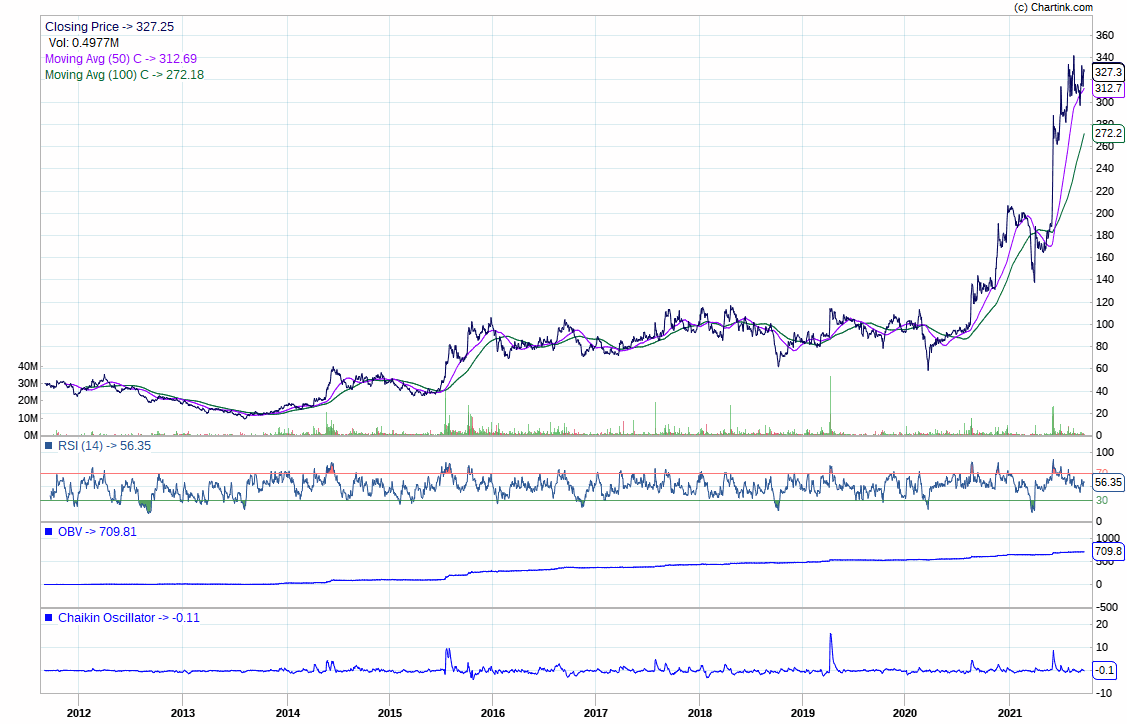 (c) Chartink.com
Closing Price -> 327.25
Vol: 0.4977M
Moving Avg (50) C -> 312.69
Moving Avg (100) C -> 272.18
360
340
327.3
312.7
300
280
272.2
260
240
220
200
180
160
140
120
100
80
60
40
20
0
40M
30M
20M
10M
0M
RSI (14) -> 56.35
100
70
56.35
30
0
OBV -> 709.81
1000
709.8
500
0
-500
Chaikin Oscillator -> -0.11
20
10
-0.1
-10
2012 2013 2014 2015 2016 2017 2018 2019 2020 2021